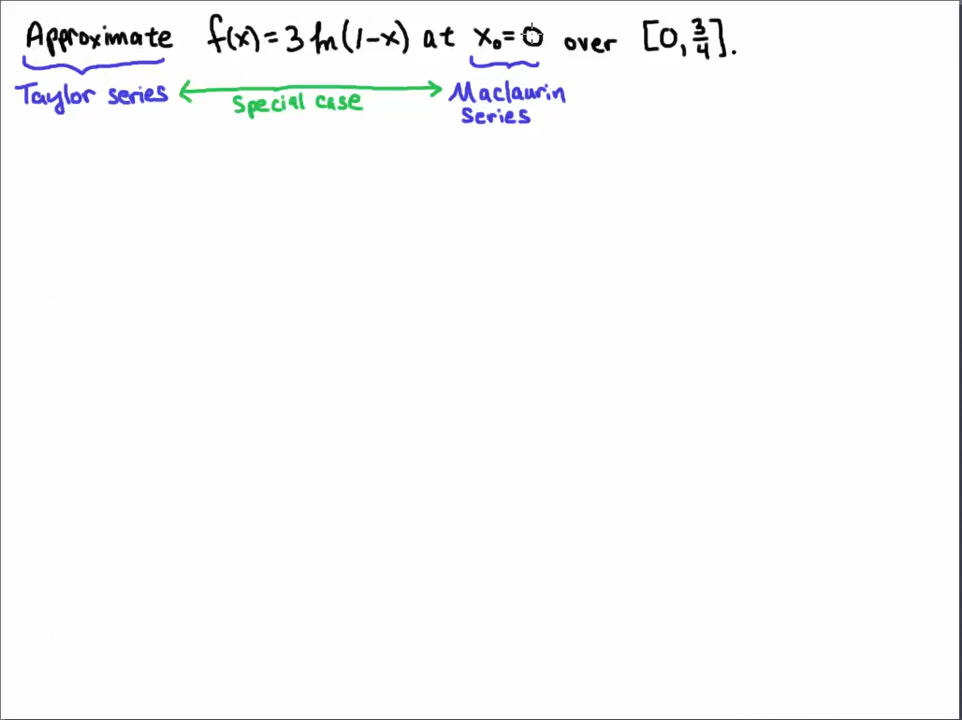 Approximate f(x) = 3 ln(1-x) at x₀ = 0 over [0, 3/4].
Taylor series Special case Maclaurin
Series